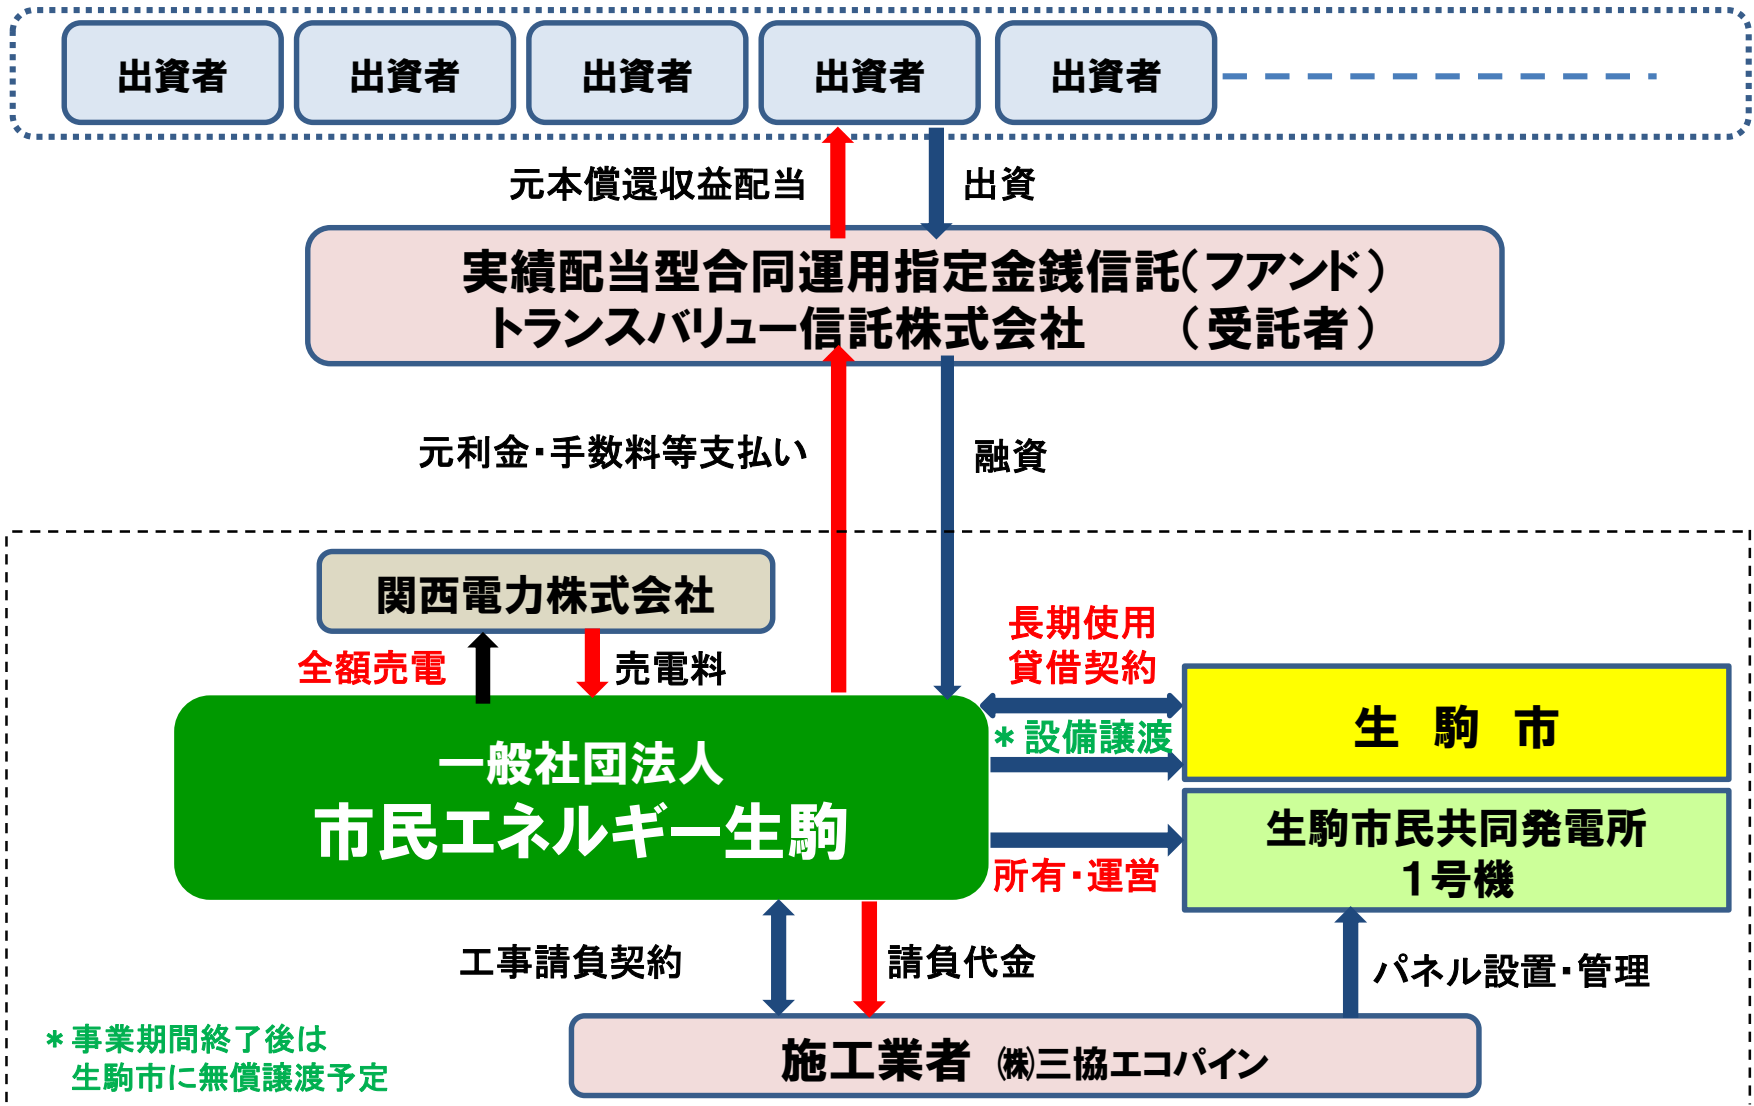 出資者 出資者 出資者 出資者 出資者
元本償還収益配当 出資
実績配当型合同運用指定金銭信託(フアンド)
トランスバリュー信託株式会社 (受託者)
元利金・手数料等支払い 融資
関西電力株式会社
全額売電 売電料
長期使用
貸借契約
*設備譲渡
生 駒 市
一般社団法人
市民エネルギー生駒
生駒市民共同発電所
1号機
所有・運営
工事請負契約 請負代金
パネル設置・管理
施工業者 ㈱三協エコパイン
*事業期間終了後は
生駒市に無償譲渡予定